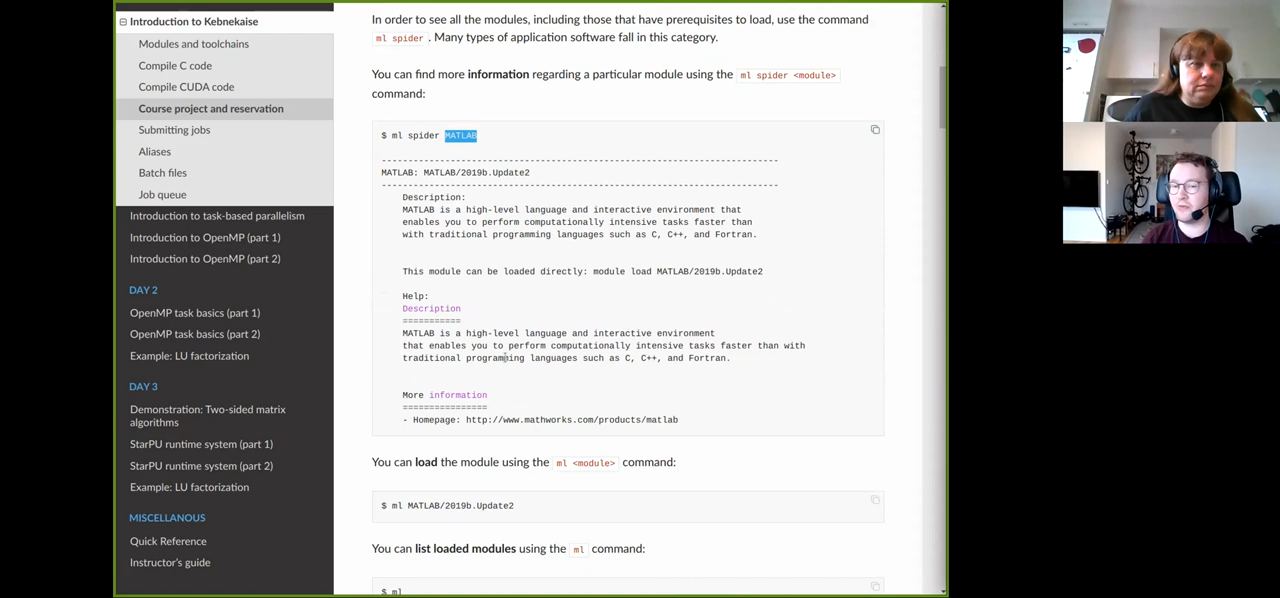 Introduction to Kebnekaise
Modules and toolchains
Compile C code
Compile CUDA code
Course project and reservation
Submitting jobs
Aliases
Batch files
Job queue
Introduction to task-based parallelism
Introduction to OpenMP (part 1)
Introduction to OpenMP (part 2)
DAY 2
OpenMP task basics (part 1)
OpenMP task basics (part 2)
Example: LU factorization
DAY 3
Demonstration: Two-sided matrix
algorithms
StarPU runtime system (part 1)
StarPU runtime system (part 2)
Example: LU factorization
MISCELLANOUS
Quick Reference
Instructor's guide
In order to see all the modules, including those that have prerequisites to load, use the command
ml spider . Many types of application software fall in this category.
You can find more information regarding a particular module using the ml spider <module>
command:
$ ml spider MATLAB
----------------------------------------------------------------------------
MATLAB: MATLAB/2019b.Update2
----------------------------------------------------------------------------
Description:
MATLAB is a high-level language and interactive environment that
enables you to perform computationally intensive tasks faster than
with traditional programming languages such as C, C++, and Fortran.
This module can be loaded directly: module load MATLAB/2019b.Update2
Help:
Description
===========
MATLAB is a high-level language and interactive environment
that enables you to perform computationally intensive tasks faster than with
traditional programming languages such as C, C++, and Fortran.
More information
================
- Homepage: http://www.mathworks.com/products/matlab
You can load the module using the ml <module> command:
$ ml MATLAB/2019b.Update2
You can list loaded modules using the ml command:
$ ml